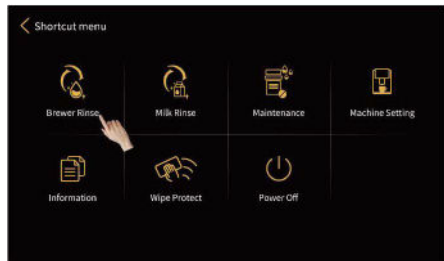 Shortcut menu
Brewer Rinse
Milk Rinse
Maintenance
Machine Setting
Information
Wipe Protect
Power Off